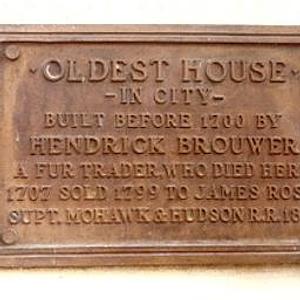 ·OLDEST HOUSE·
-IN CITY-
BUILT BEFORE 1700 BY
HENDRICK BROUWER
A FUR TRADER, WHO DIED HER
1707 SOLD 1799 TO JAMES ROS
SUPT. MOHAWK & HUDSON R.R. 18